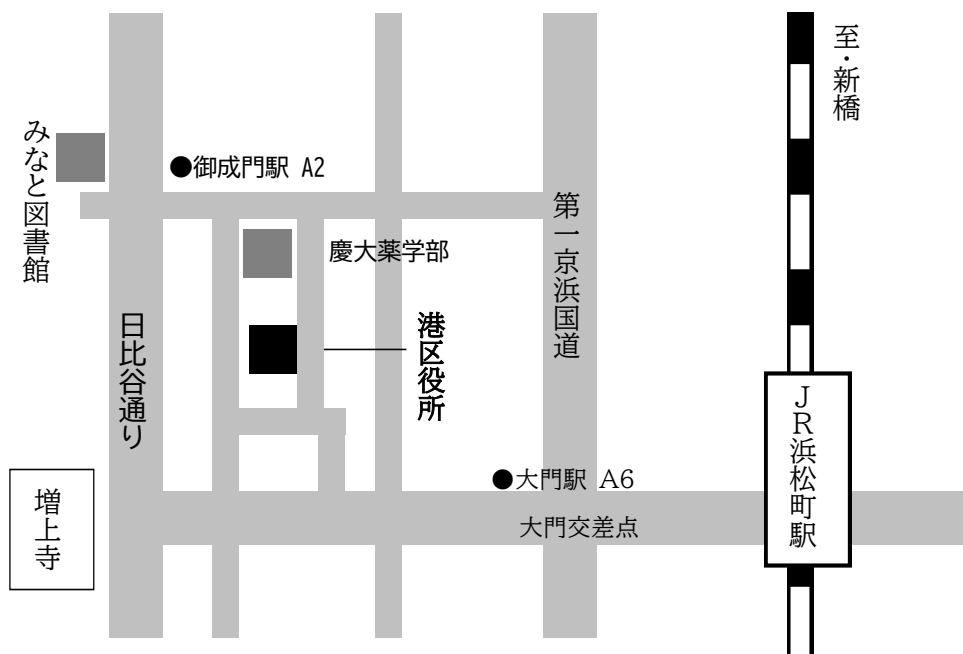 至・新橋
みなと図書館
●御成門駅 A2
第一京浜国道
慶大薬学部
日比谷通り
港区役所
JR浜松町駅
●大門駅 A6
増上寺
大門交差点